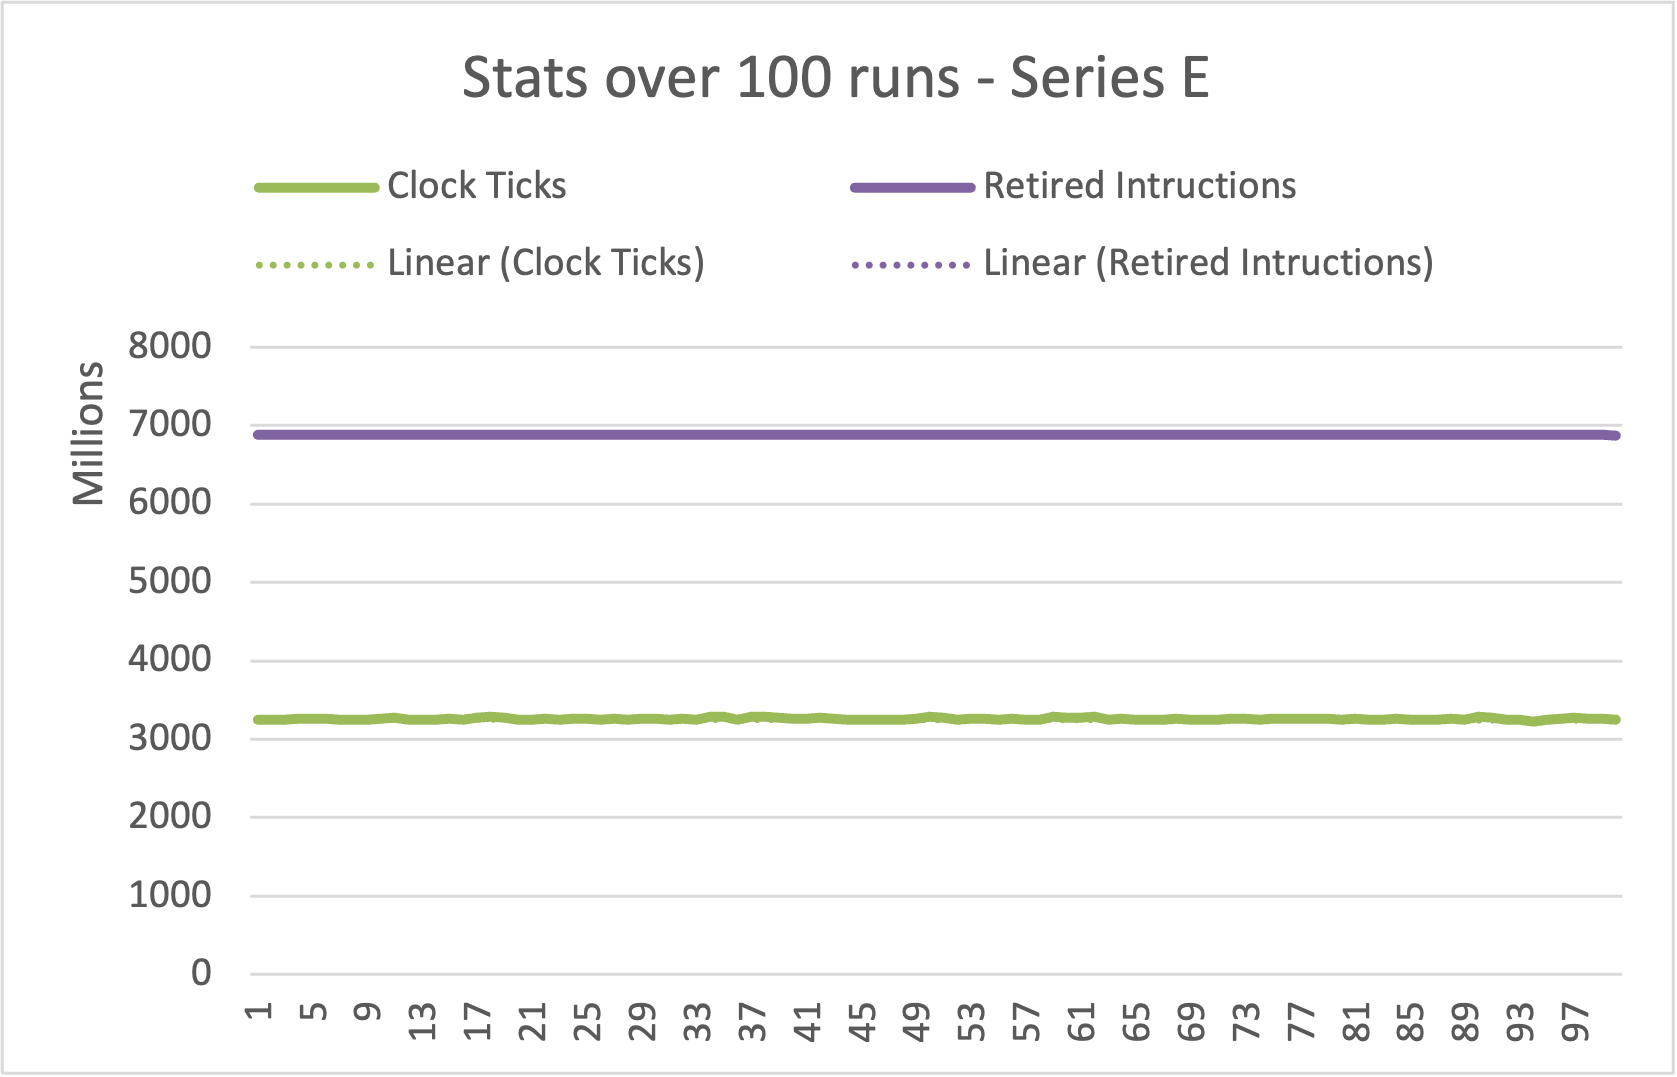 Stats over 100 runs - Series E
Clock Ticks Retired Intructions
Linear (Clock Ticks) Linear (Retired Intructions)
Millions
8000
7000
6000
5000
4000
3000
2000
1000
0
1 5 9 13 17 21 25 29 33 37 41 45 49 53 57 61 65 69 73 77 81 85 89 93 97